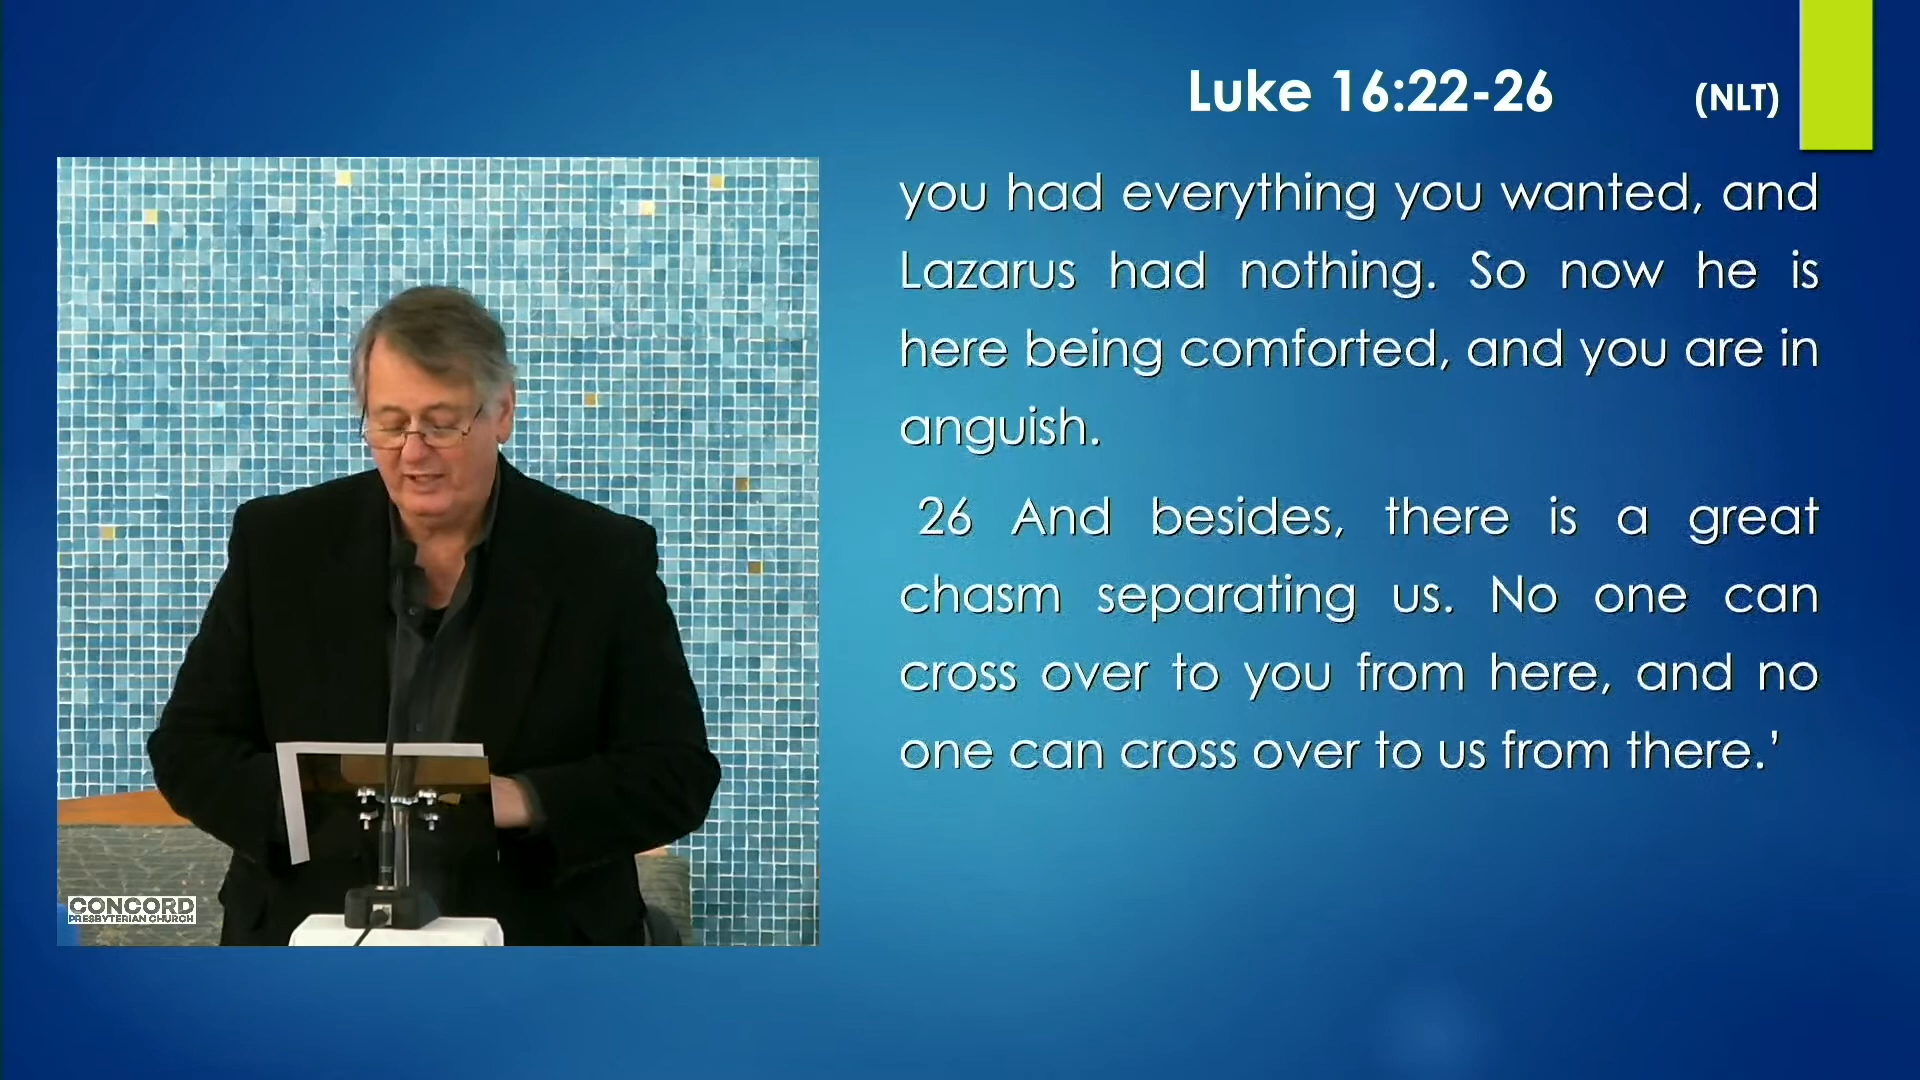 Luke 16:22-26 (NLT)
you had everything you wanted, and
Lazarus had nothing. So now he is
here being comforted, and you are in
anguish.
26 And besides, there is a great
chasm separating us. No one can
cross over to you from here, and no
one can cross over to us from there.’
CONCORD
PRESBYTERIAN CHURCH